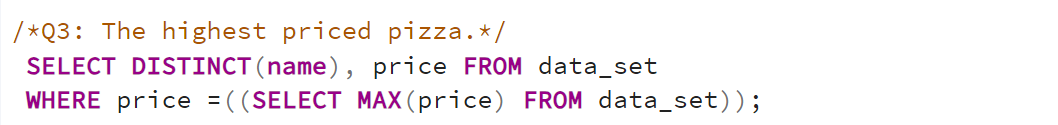 /*Q3: The highest priced pizza.*/
SELECT DISTINCT(name), price FROM data_set
WHERE price =((SELECT MAX(price) FROM data_set));